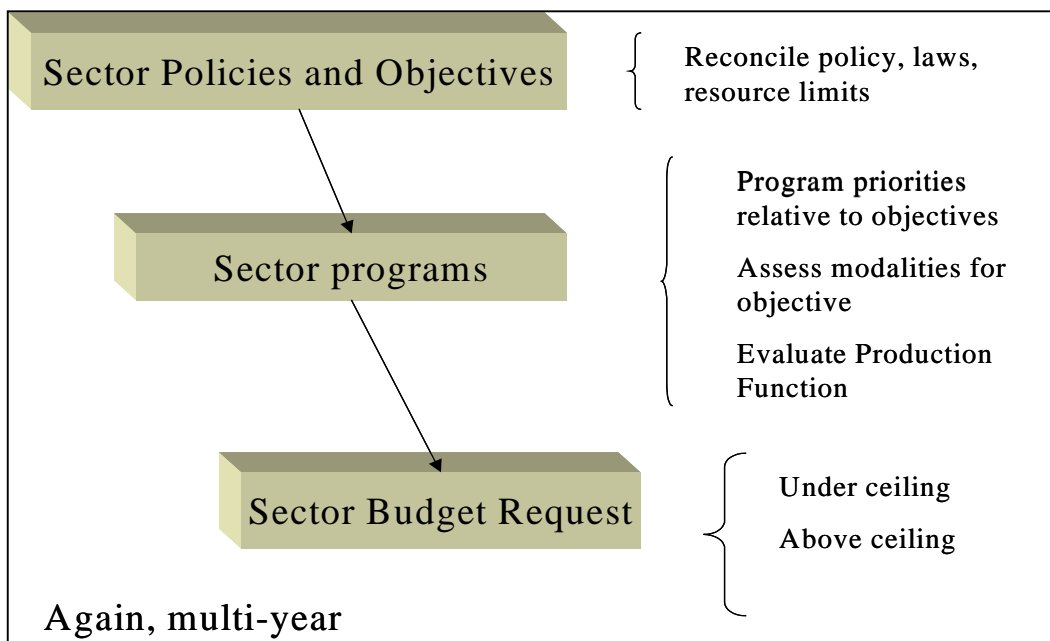 Sector Policies and Objectives
Reconcile policy, laws,
resource limits
Sector programs
Program priorities
relative to objectives
Assess modalities for
objective
Evaluate Production
Function
Sector Budget Request
Under ceiling
Above ceiling
Again, multi-year